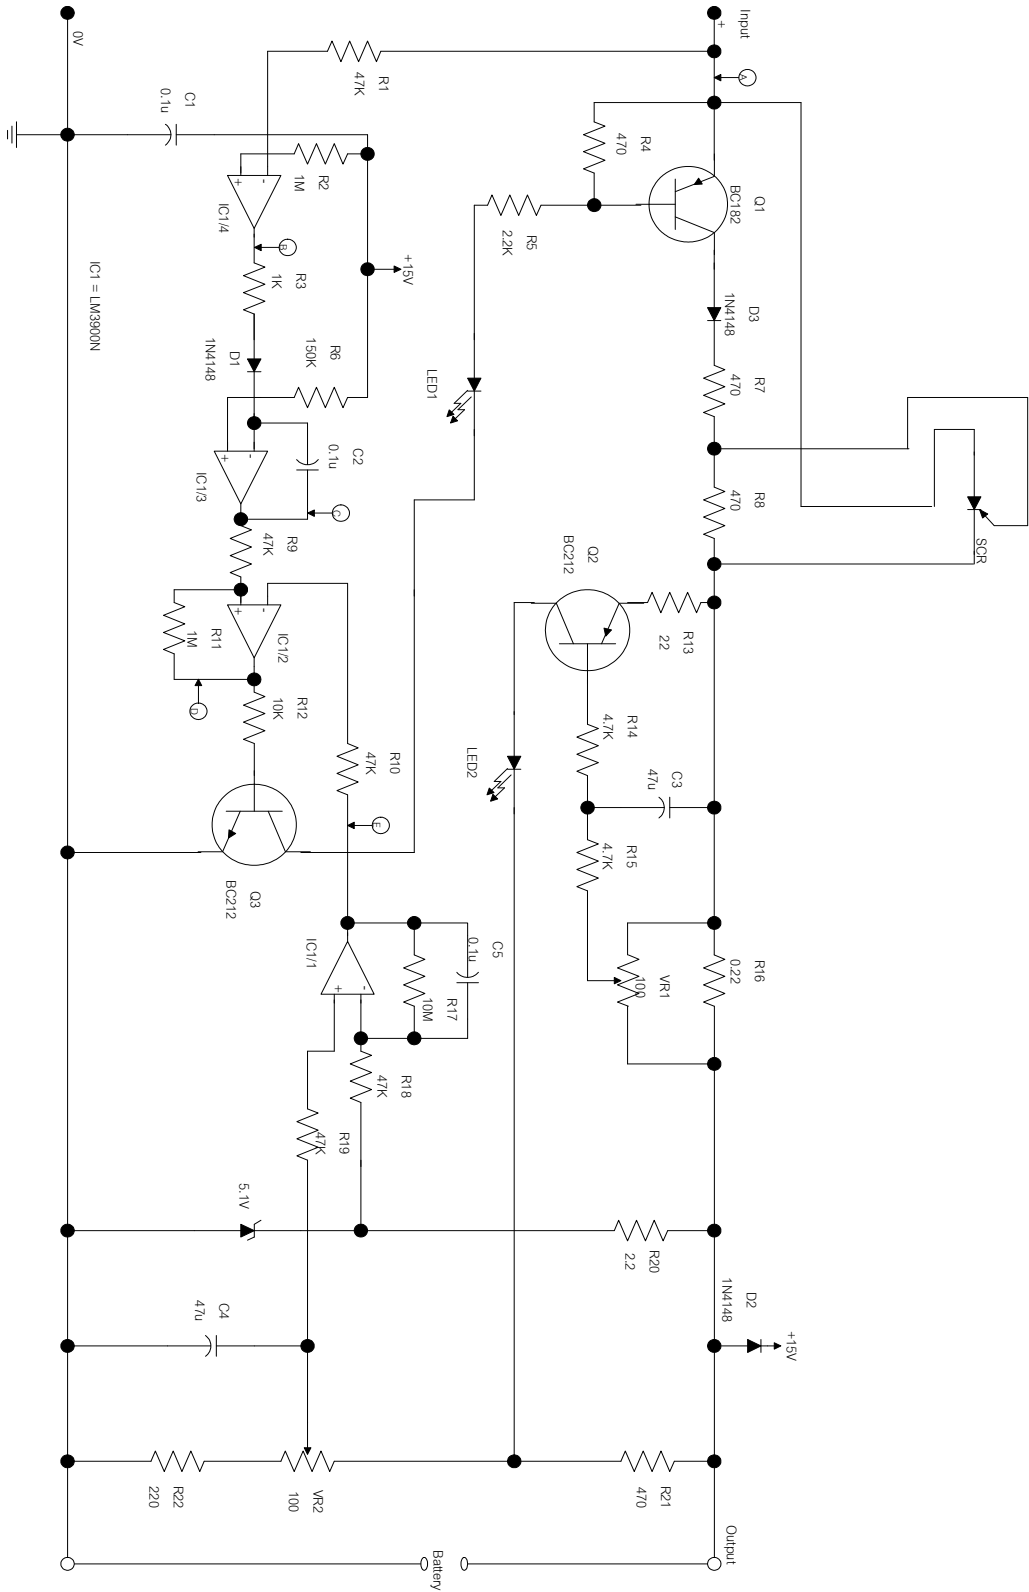 Input
+
A
R1
47K
0V
C1
0.1u
R2
1M
+
-
IC1/4
B
R3
1K
+15V
R4
470
Q1
BC182
R5
2.2K
D3
1N4148
R7
470
R8
470
SCR
IC1 = LM3900N
D1
1N4148
R6
150K
LED1
C2
0.1u
+
-
IC1/3
C
R9
47K
Q2
BC212
R13
22
R11
1M
+
-
IC1/2
D
R12
10K
R10
47K
LED2
R14
4.7K
C3
47u
R15
4.7K
Q3
BC212
IC1/1
+
-
C5
0.1u
R17
10M
R18
47K
R19
47K
VR1
100
R16
0.22
5.1V
R20
2.2
D2
1N4148
+15V
C4
47u
R22
220
VR2
100
R21
470
Output
Battery